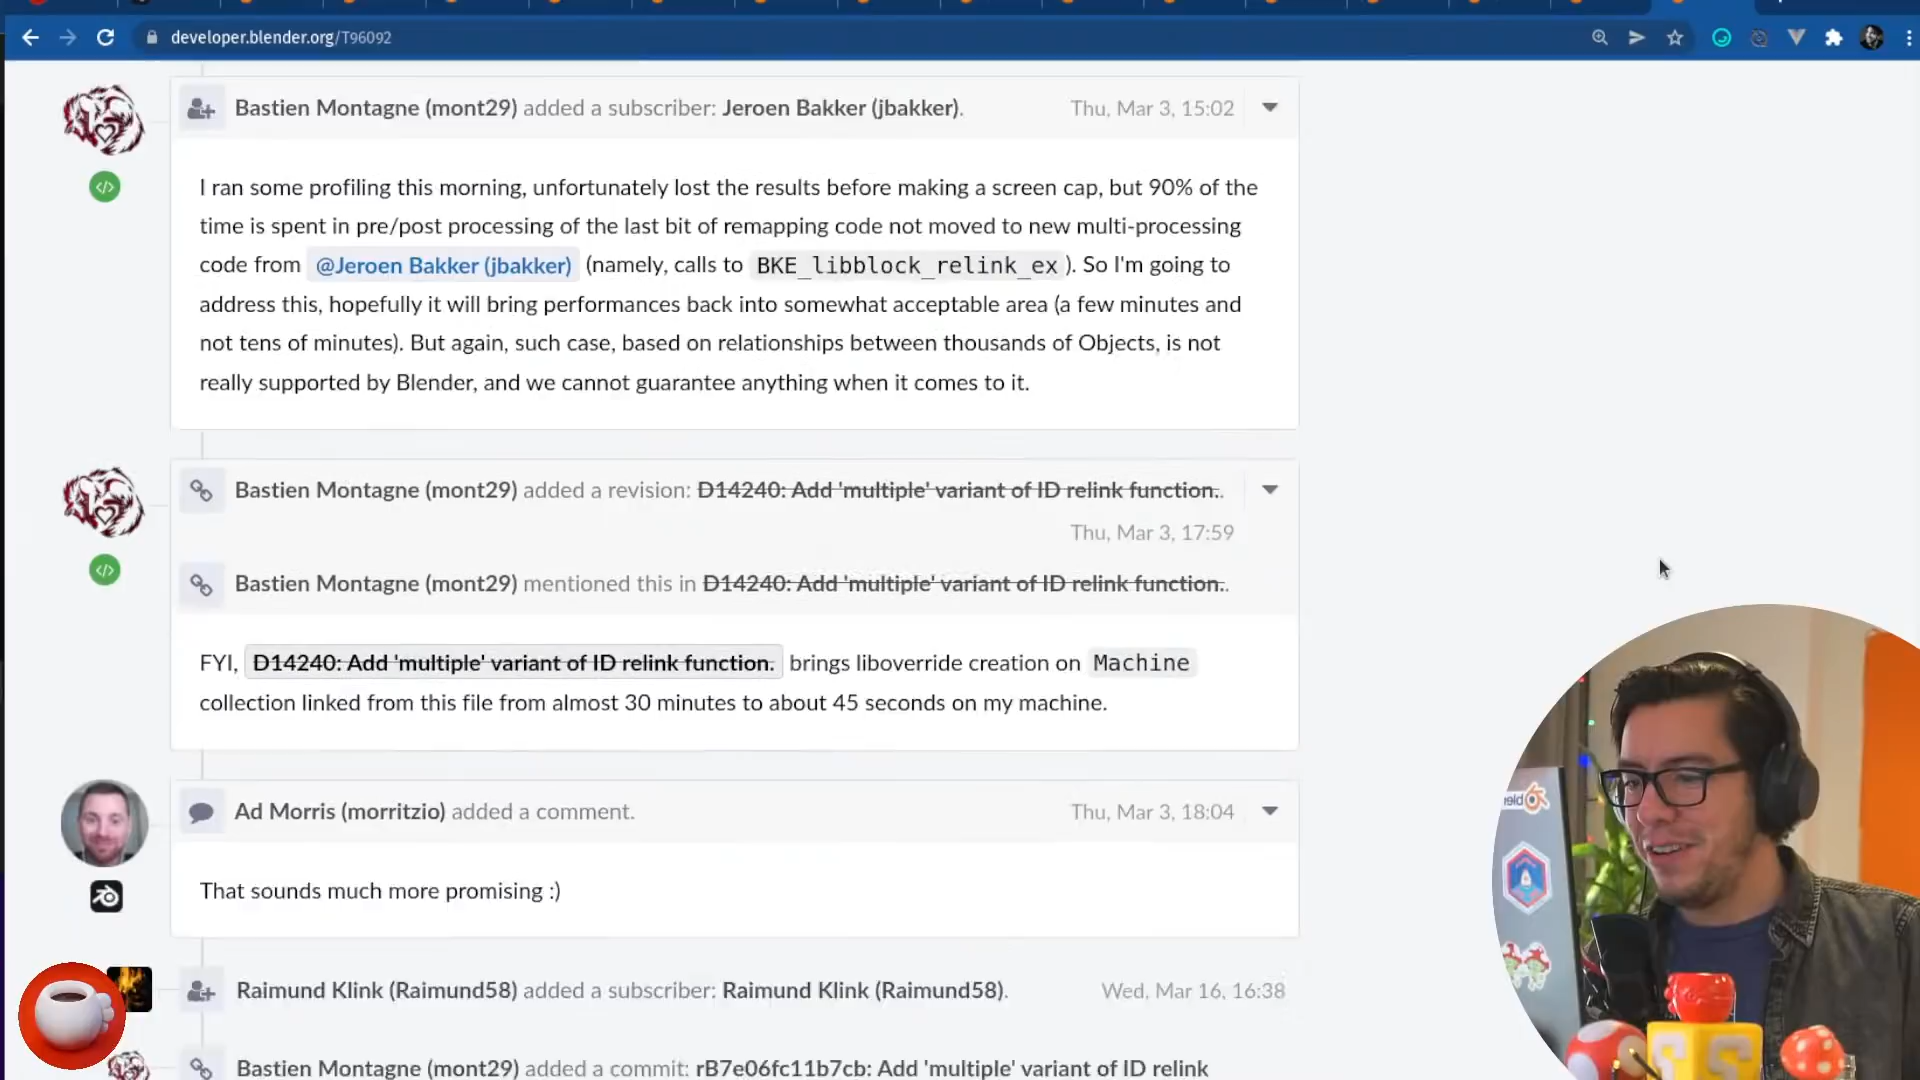 developer.blender.org/T96092
Bastien Montagne (mont29) added a subscriber: Jeroen Bakker (jbakker).
Thu, Mar 3, 15:02
I ran some profiling this morning, unfortunately lost the results before making a screen cap, but 90% of the
time is spent in pre/post processing of the last bit of remapping code not moved to new multi-processing
code from @Jeroen Bakker (jbakker) (namely, calls to BKE_libblock_relink_ex). So I'm going to
address this, hopefully it will bring performances back into somewhat acceptable area (a few minutes and
not tens of minutes). But again, such case, based on relationships between thousands of Objects, is not
really supported by Blender, and we cannot guarantee anything when it comes to it.
Bastien Montagne (mont29) added a revision: D14240: Add 'multiple' variant of ID relink function..
Thu, Mar 3, 17:59
Bastien Montagne (mont29) mentioned this in D14240: Add 'multiple' variant of ID relink function..
FYI, D14240: Add 'multiple' variant of ID relink function. brings liboverride creation on Machine
collection linked from this file from almost 30 minutes to about 45 seconds on my machine.
Ad Morris (morritzio) added a comment.
Thu, Mar 3, 18:04
That sounds much more promising :)
Raimund Klink (Raimund58) added a subscriber: Raimund Klink (Raimund58).
Wed, Mar 16, 16:38
Bastien Montagne (mont29) added a commit: rB7e06fc11b7cb: Add 'multiple' variant of ID relink